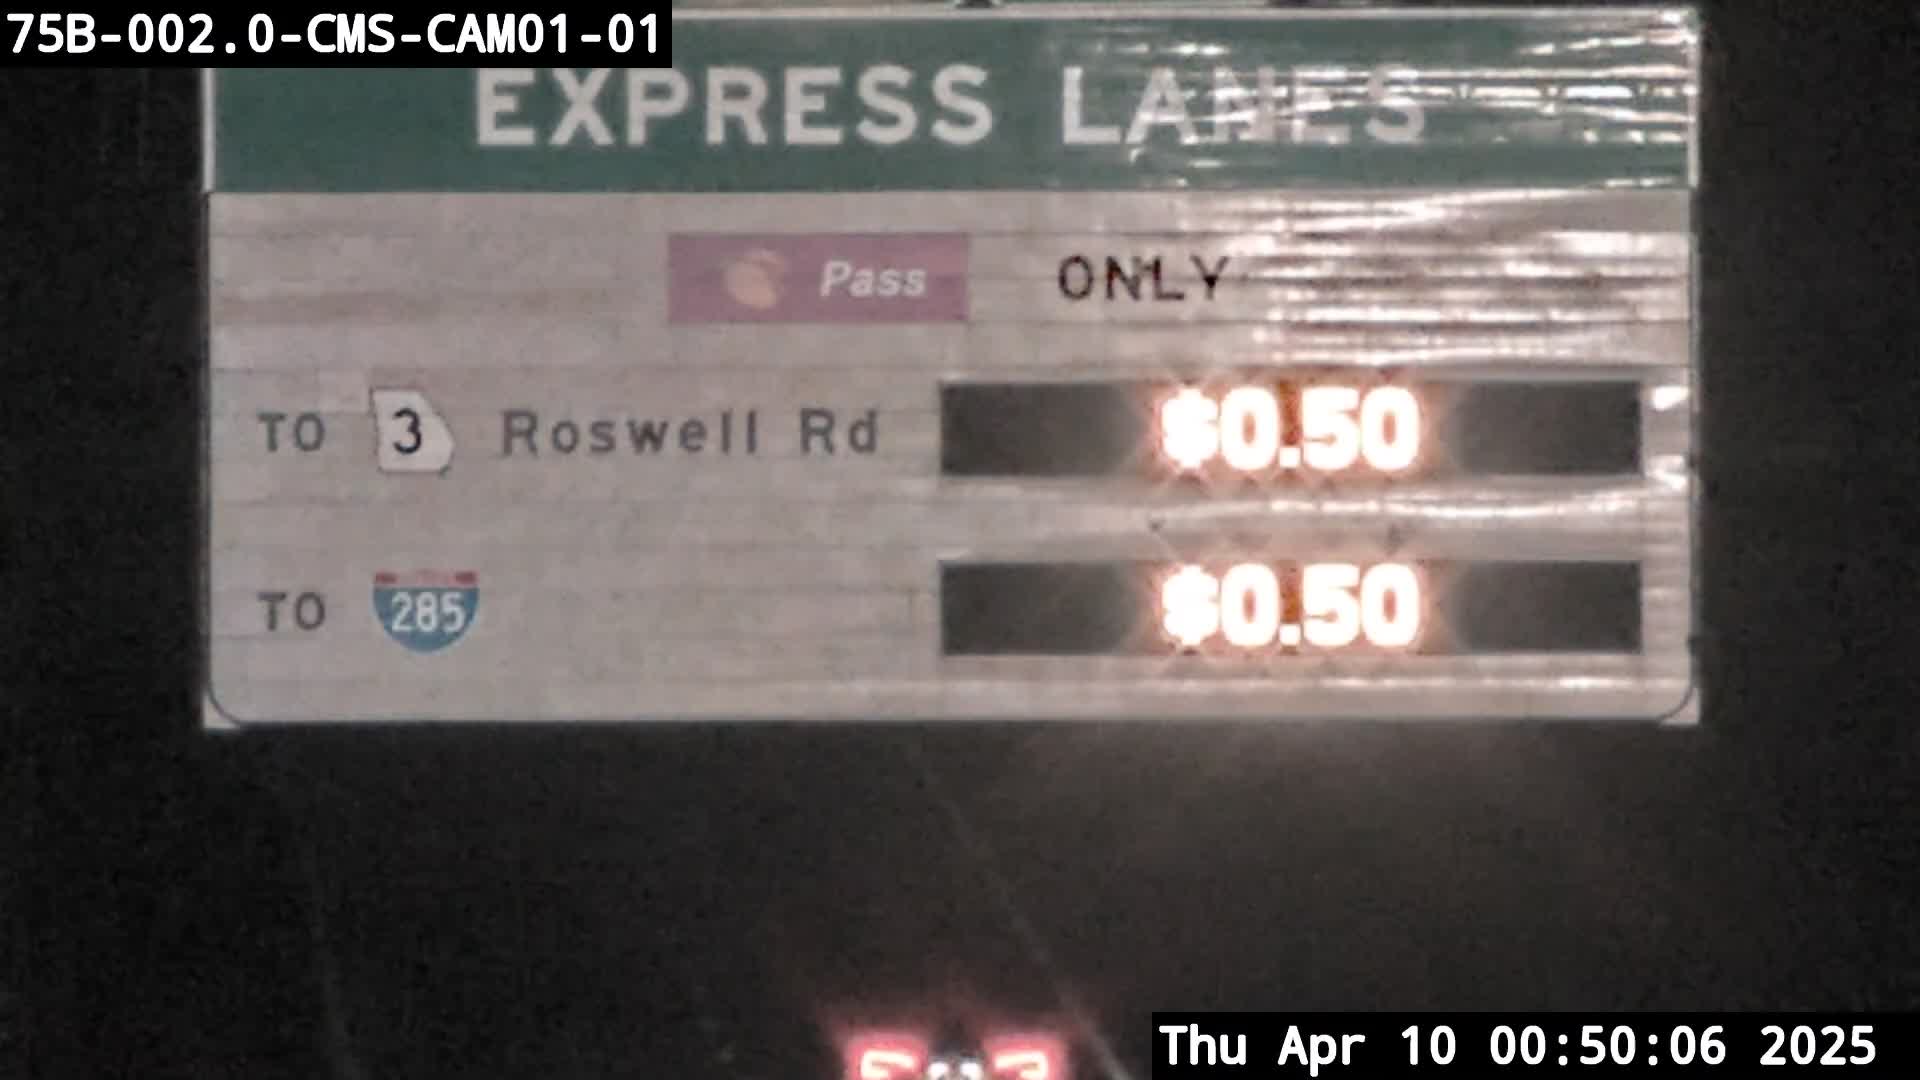 75B-002.0-CMS-CAM01-01
EXPRESS LANES
Pass ONLY
TO 3 Roswell Rd $0.50
TO 285 $0.50
Thu Apr 10 00:50:06 2025